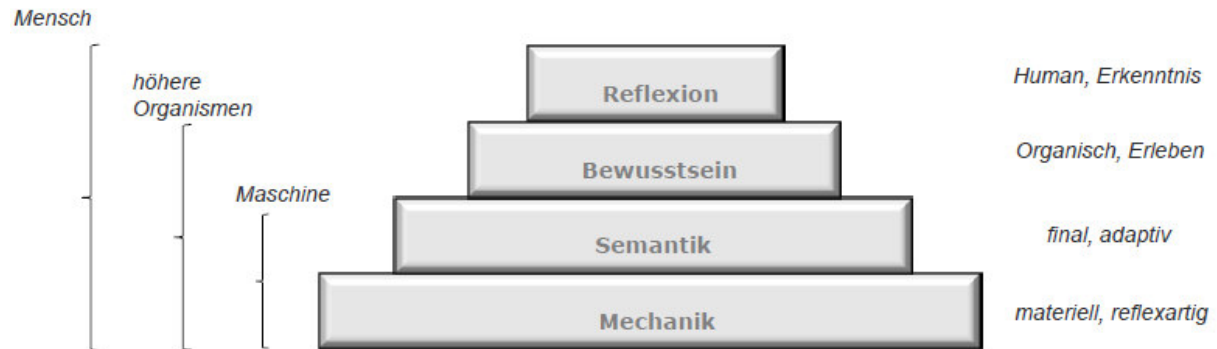 Mensch
höhere
Organismen
Maschine
Reflexion
Bewusstsein
Semantik
Mechanik
Human, Erkenntnis
Organisch, Erleben
final, adaptiv
materiell, reflexartig